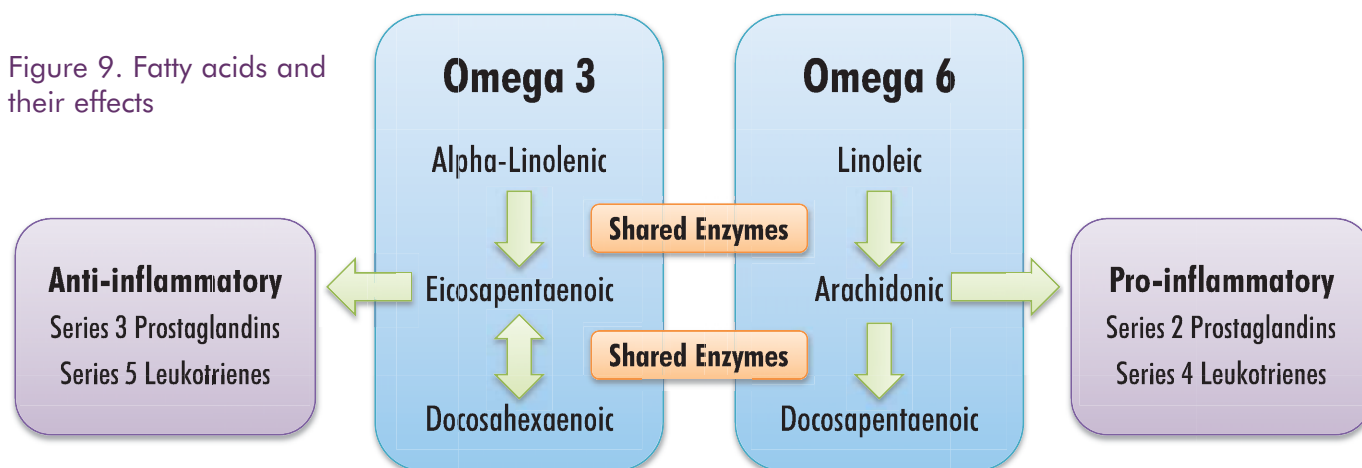 Figure 9. Fatty acids and
their effects
Omega 3
Alpha-Linolenic
Eicosapentaenoic
Docosahexaenoic
Omega 6
Linoleic
Arachidonic
Docosapentaenoic
Shared Enzymes
Shared Enzymes
Anti-inflammatory
Series 3 Prostaglandins
Series 5 Leukotrienes
Pro-inflammatory
Series 2 Prostaglandins
Series 4 Leukotrienes